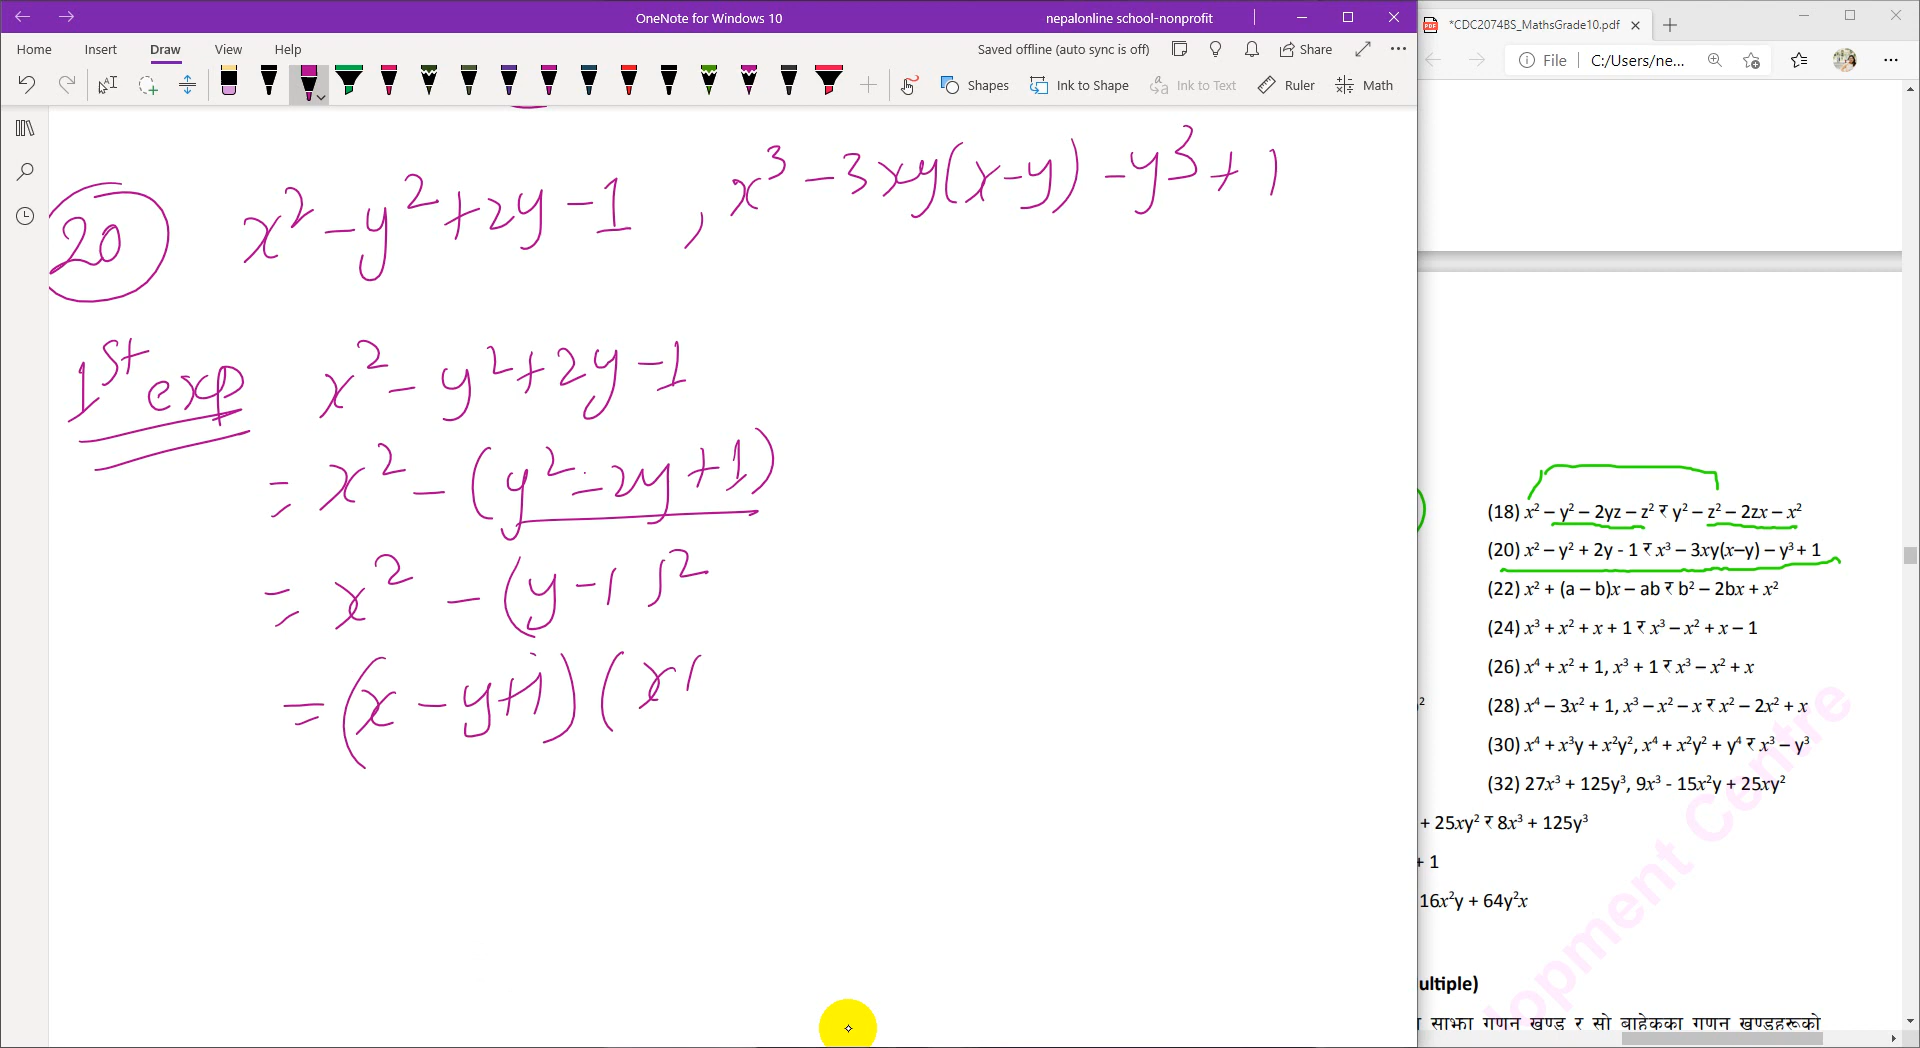 OneNote for Windows 10
nepalonline school-nonprofit
*CDC2074BS_MathsGrade10.pdf
Home Insert Draw View Help
Saved offline (auto sync is off)
Share
File C:/Users/ne...
Shapes Ink to Shape Ink to Text Ruler Math
20 x² - y² + 2y - 1 , x³ - 3xy(x-y) - y³ + 1
1st exp x² - y² + 2y - 1
= x² - (y² - 2y + 1)
= x² - (y - 1)²
= (x - y + 1) (x
(18) x² – y² – 2yz – z² र y² – z² – 2zx – x²
(20) x² – y² + 2y - 1 र x³ – 3xy(x–y) – y³ + 1
(22) x² + (a – b)x – ab र b² – 2bx + x²
(24) x³ + x² + x + 1 र x³ – x² + x – 1
(26) x⁴ + x² + 1, x³ + 1 र x³ – x² + x
(28) x⁴ – 3x² + 1, x³ – x² – x र x² – 2x² + x
(30) x⁴ + x³y + x²y², x⁴ + x²y² + y⁴ र x³ – y³
(32) 27x³ + 125y³, 9x³ - 15x²y + 25xy²
+ 25xy² र 8x³ + 125y³
+ 1
16x²y + 64y²x
lopment Centre
ultiple)
साझा गणन खण्ड र सो बाहेकका गणन खण्डहरूको